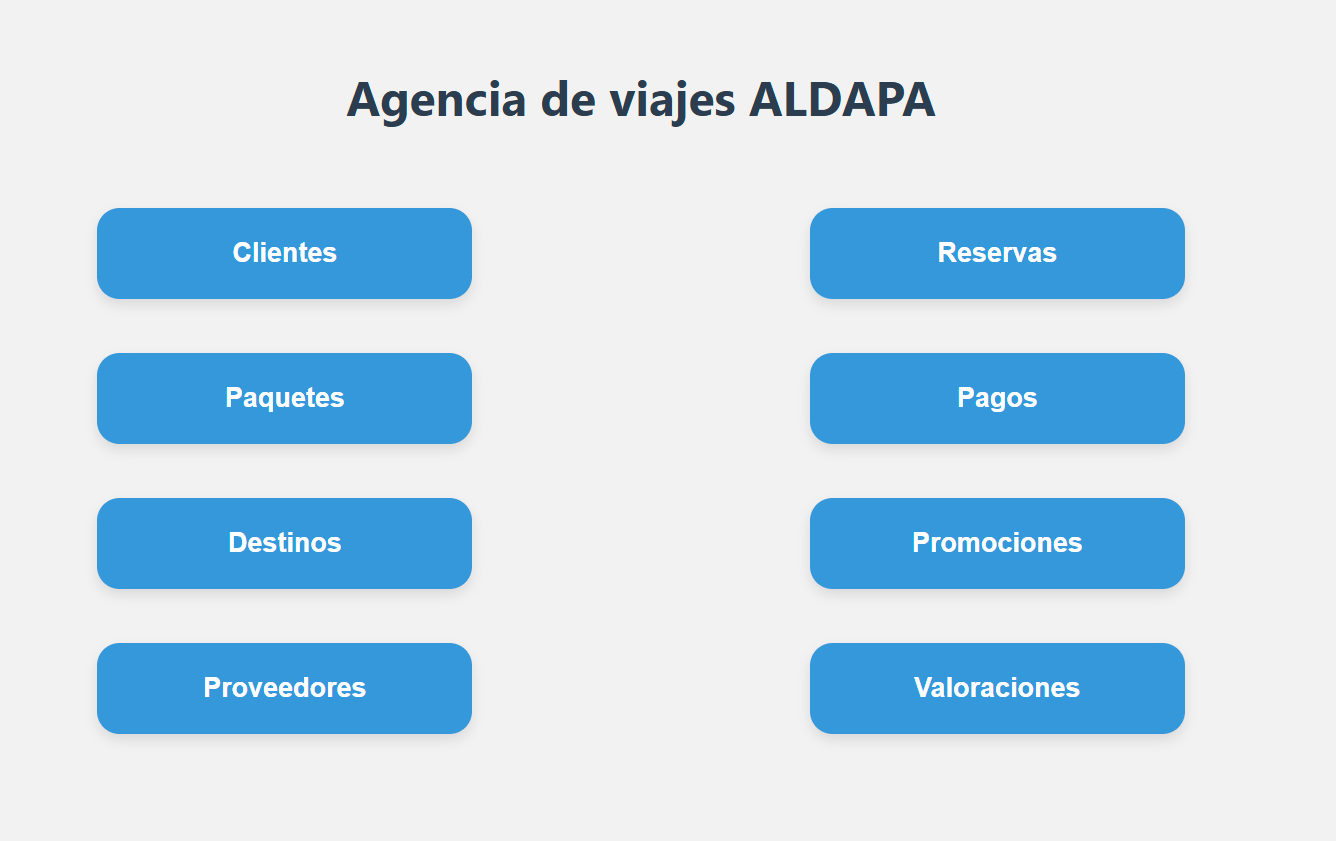 Agencia de viajes ALDAPA
Clientes
Reservas
Paquetes
Pagos
Destinos
Promociones
Proveedores
Valoraciones